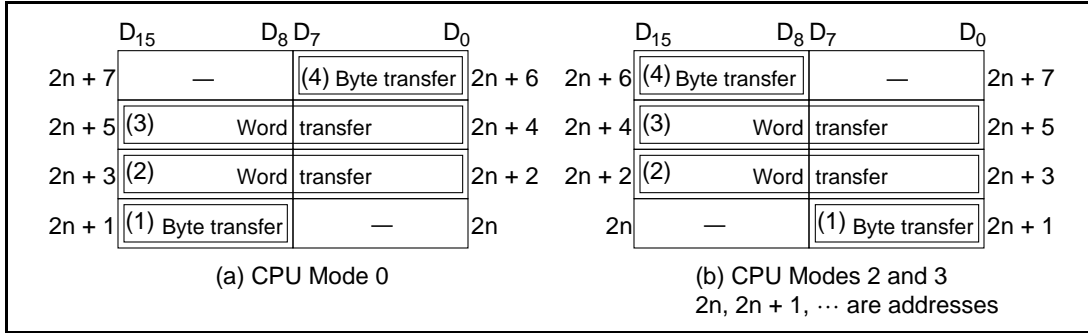 D15 D8 D7 D0
2n + 7 — (4) Byte transfer 2n + 6
2n + 5 (3) Word transfer 2n + 4
2n + 3 (2) Word transfer 2n + 2
2n + 1 (1) Byte transfer — 2n
(a) CPU Mode 0
D15 D8 D7 D0
2n + 6 (4) Byte transfer — 2n + 7
2n + 4 (3) Word transfer 2n + 5
2n + 2 (2) Word transfer 2n + 3
2n — (1) Byte transfer 2n + 1
(b) CPU Modes 2 and 3
2n, 2n + 1, ··· are addresses